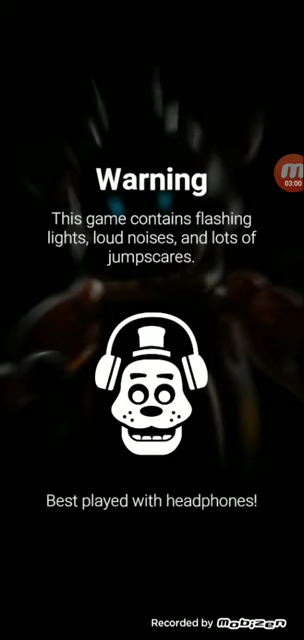 Warning
This game contains flashing
lights, loud noises, and lots of
jumpscares.
03:00
Best played with headphones!
Recorded by Mobizen